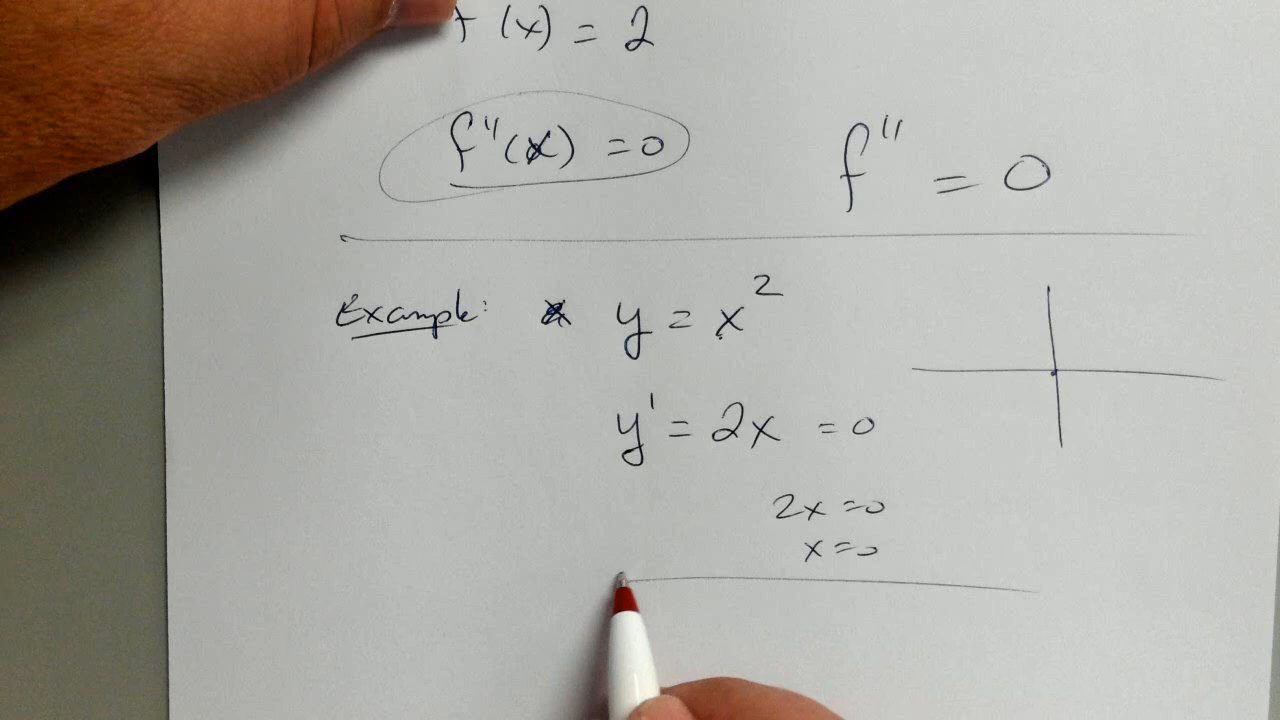 (x) = 2
f''(x) = 0
f'' = 0
Example: y = x²
y' = 2x = 0
2x = 0
x = 0